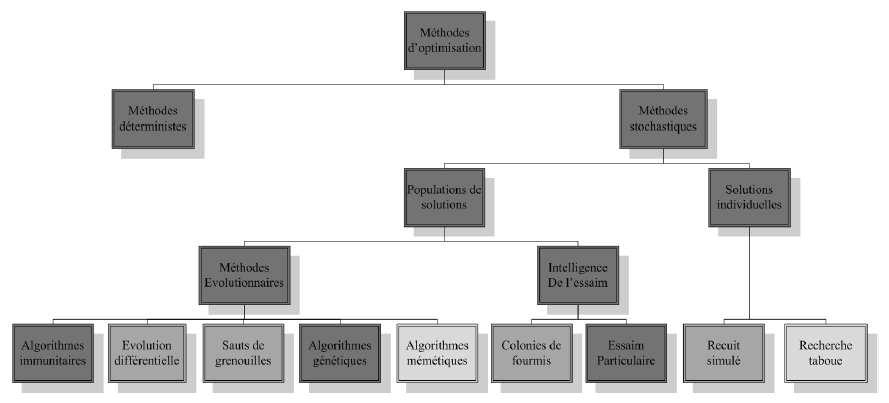 Méthodes
d'optimisation
Méthodes
déterministes
Méthodes
stochastiques
Populations de
solutions
Solutions
individuelles
Méthodes
Evolutionnaires
Intelligence
De l'essaim
Algorithmes
immunitaires
Evolution
différentielle
Sauts de
grenouilles
Algorithmes
génétiques
Algorithmes
mémétiques
Colonies de
fourmis
Essaim
Particulaire
Recuit
simulé
Recherche
taboue